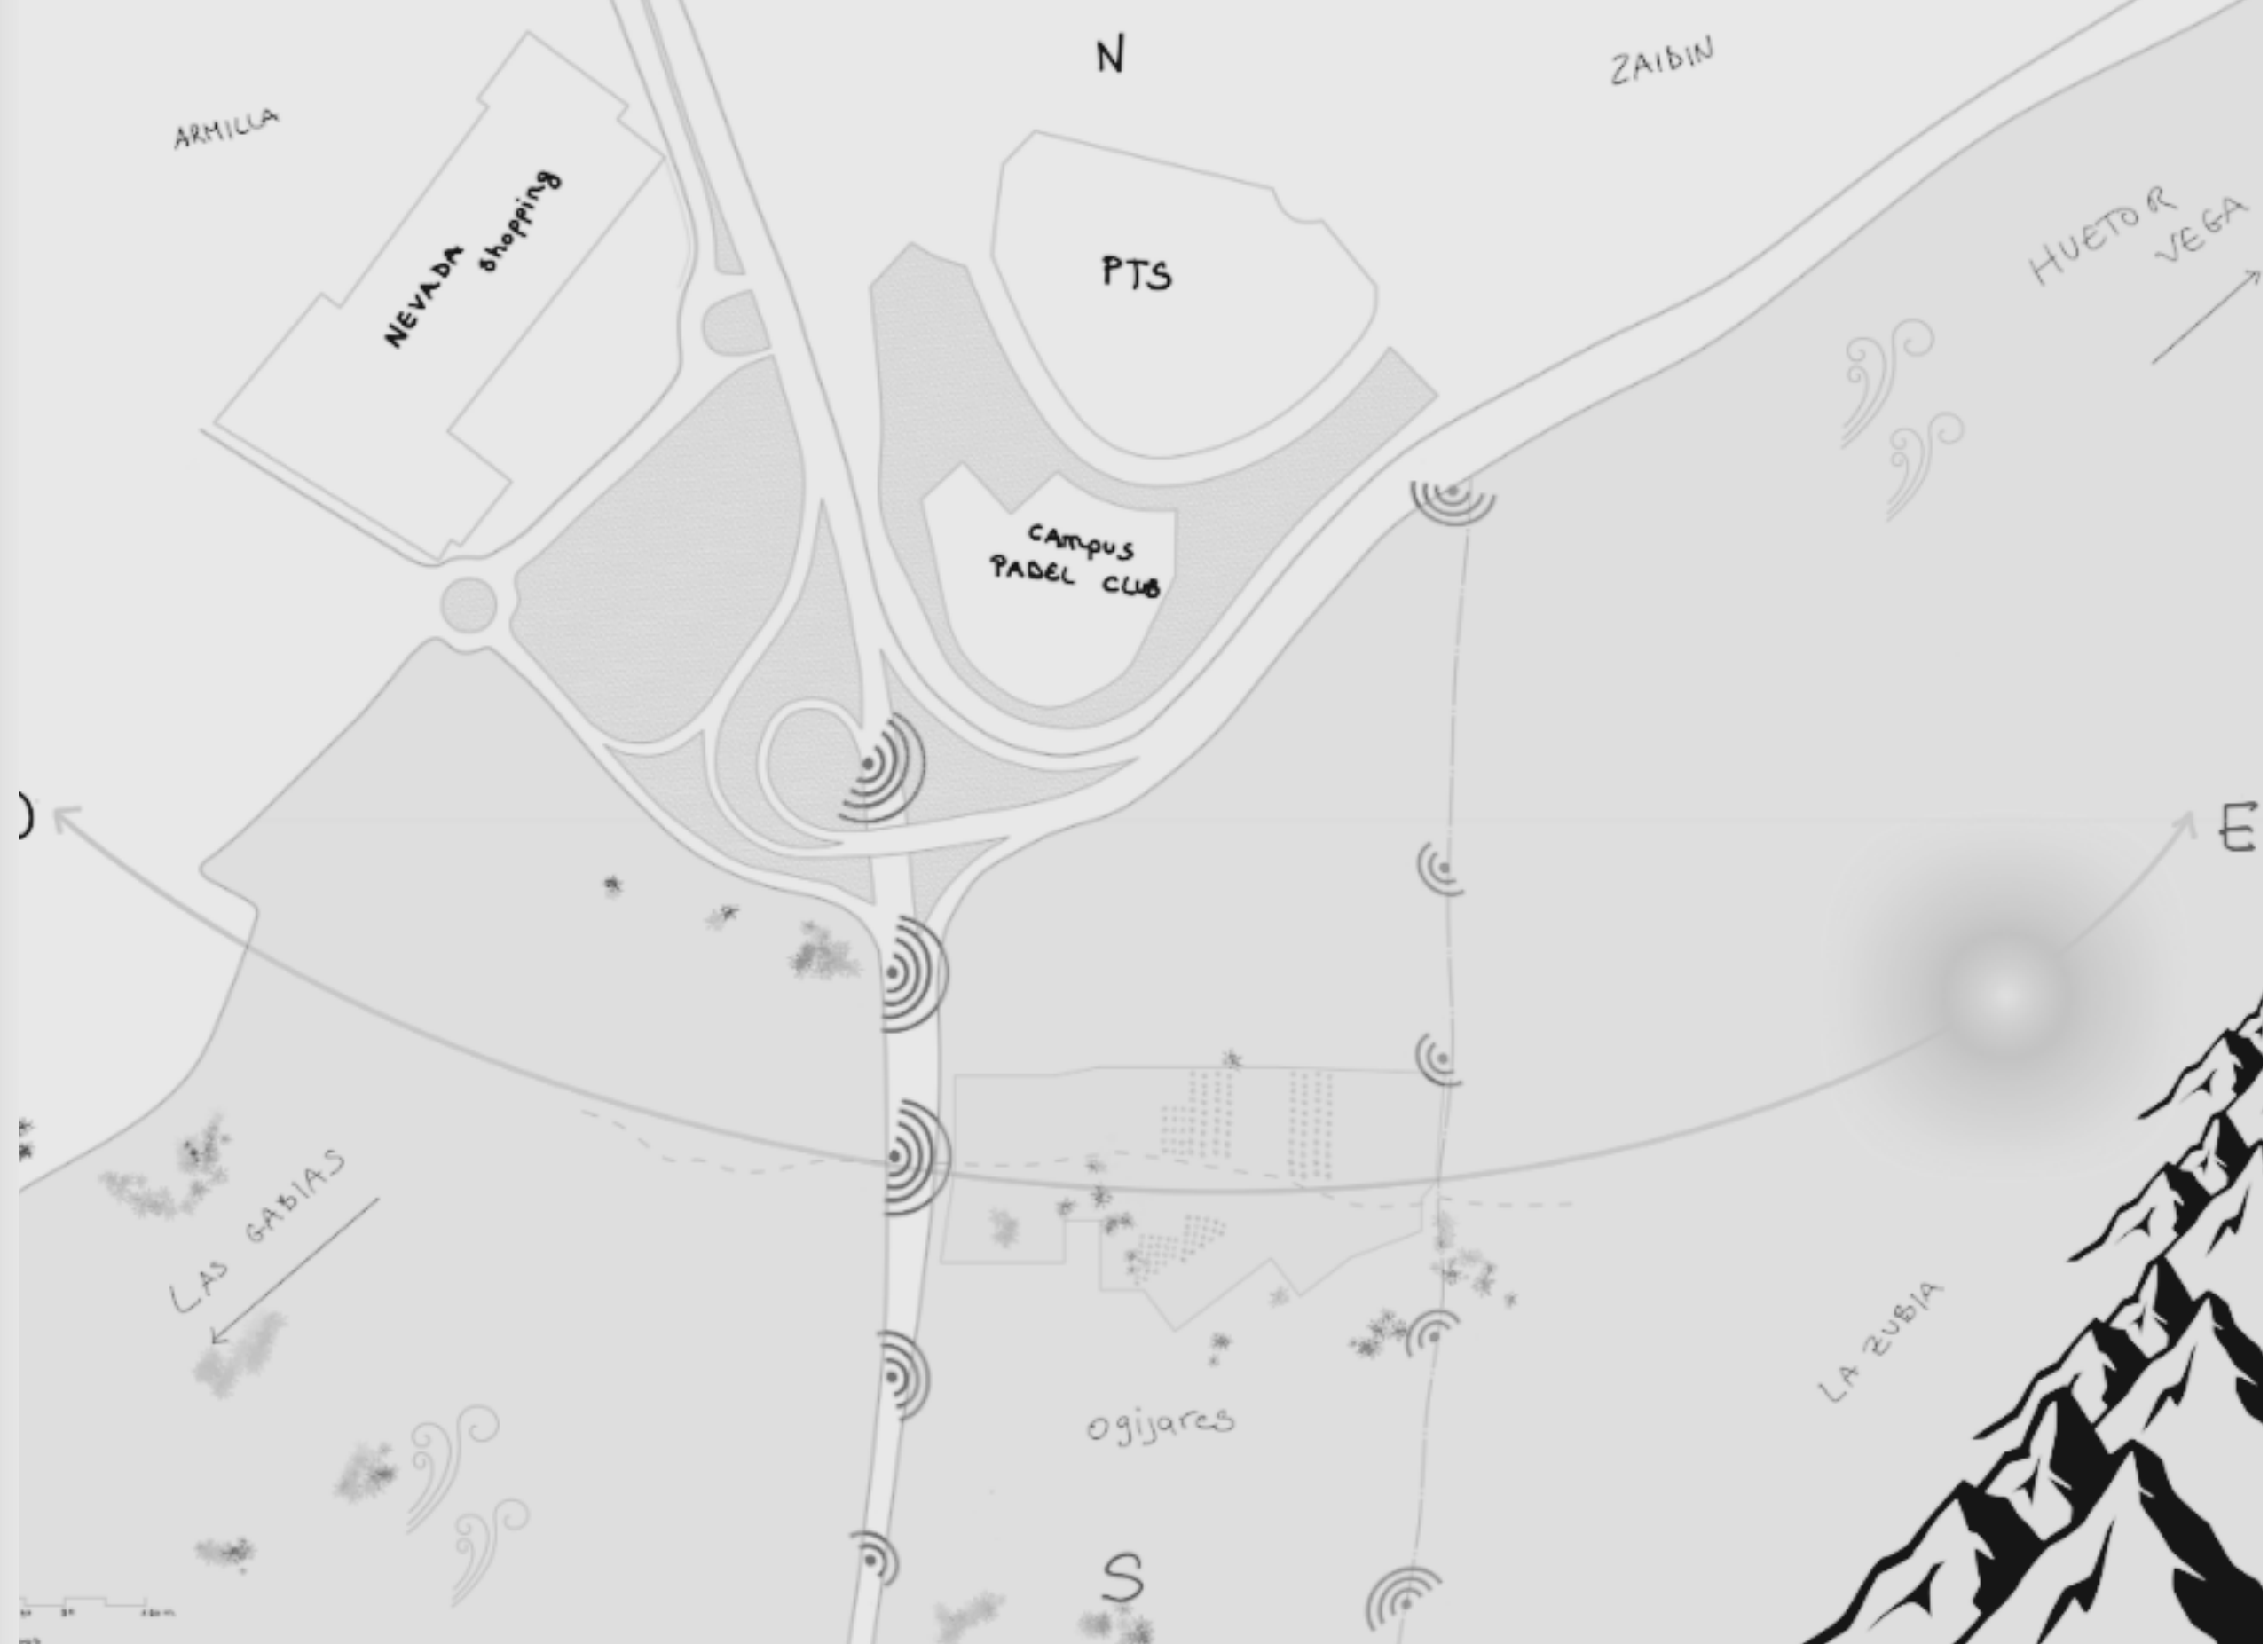 N
ZAIDIN
ARMILLA
HUETOR
VEGA
NEVADA
Shopping
PTS
CAMPUS
PADEL CLUB
O
E
LAS GABIAS
LA ZUBIA
Ogijares
S